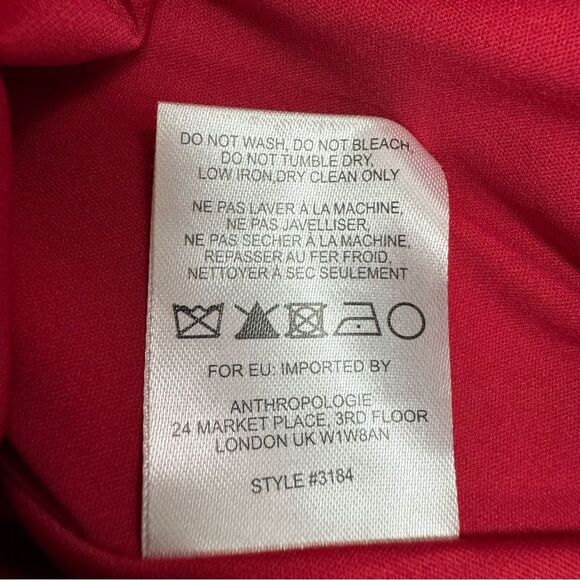 DO NOT WASH, DO NOT BLEACH
DO NOT TUMBLE DRY,
LOW IRON,DRY CLEAN ONLY
NE PAS LAVER À LA MACHINE,
NE PAS JAVELLISER,
NE PAS SECHER À LA MACHINE,
REPASSER AU FER FROID,
NETTOYER À SEC SEULEMENT
FOR EU: IMPORTED BY
ANTHROPOLOGIE
24 MARKET PLACE, 3RD FLOOR
LONDON UK W1W8AN
STYLE #3184